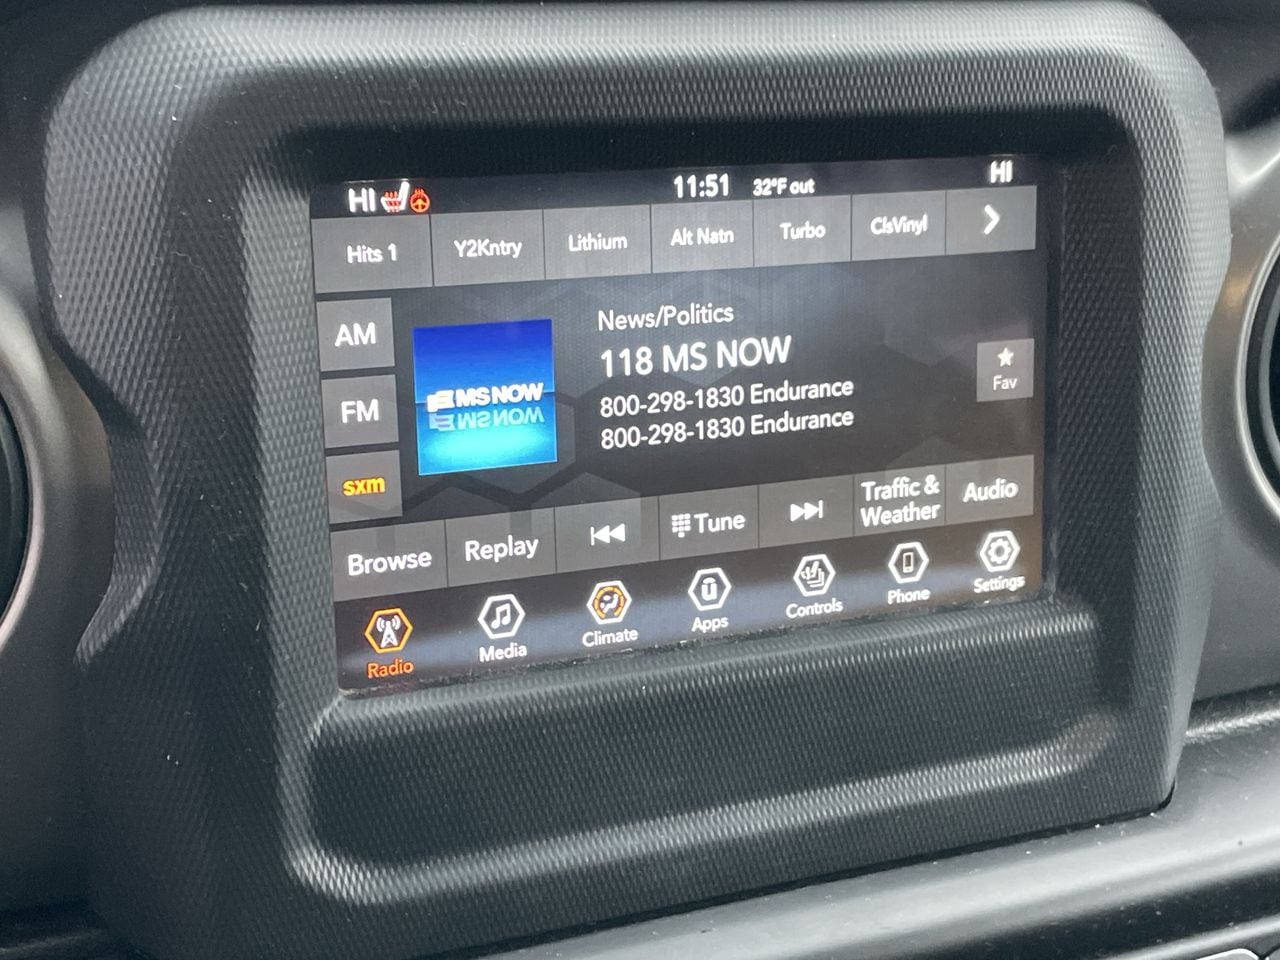 HI 11:51 32°F out HI
Hits 1 Y2Kntry Lithium Alt Natn Turbo ClsVinyl
AM
FM
sxm
MS NOW
News/Politics
118 MS NOW
800-298-1830 Endurance
800-298-1830 Endurance
Fav
Browse Replay Tune Traffic & Weather Audio
Radio Media Climate Apps Controls Phone Settings